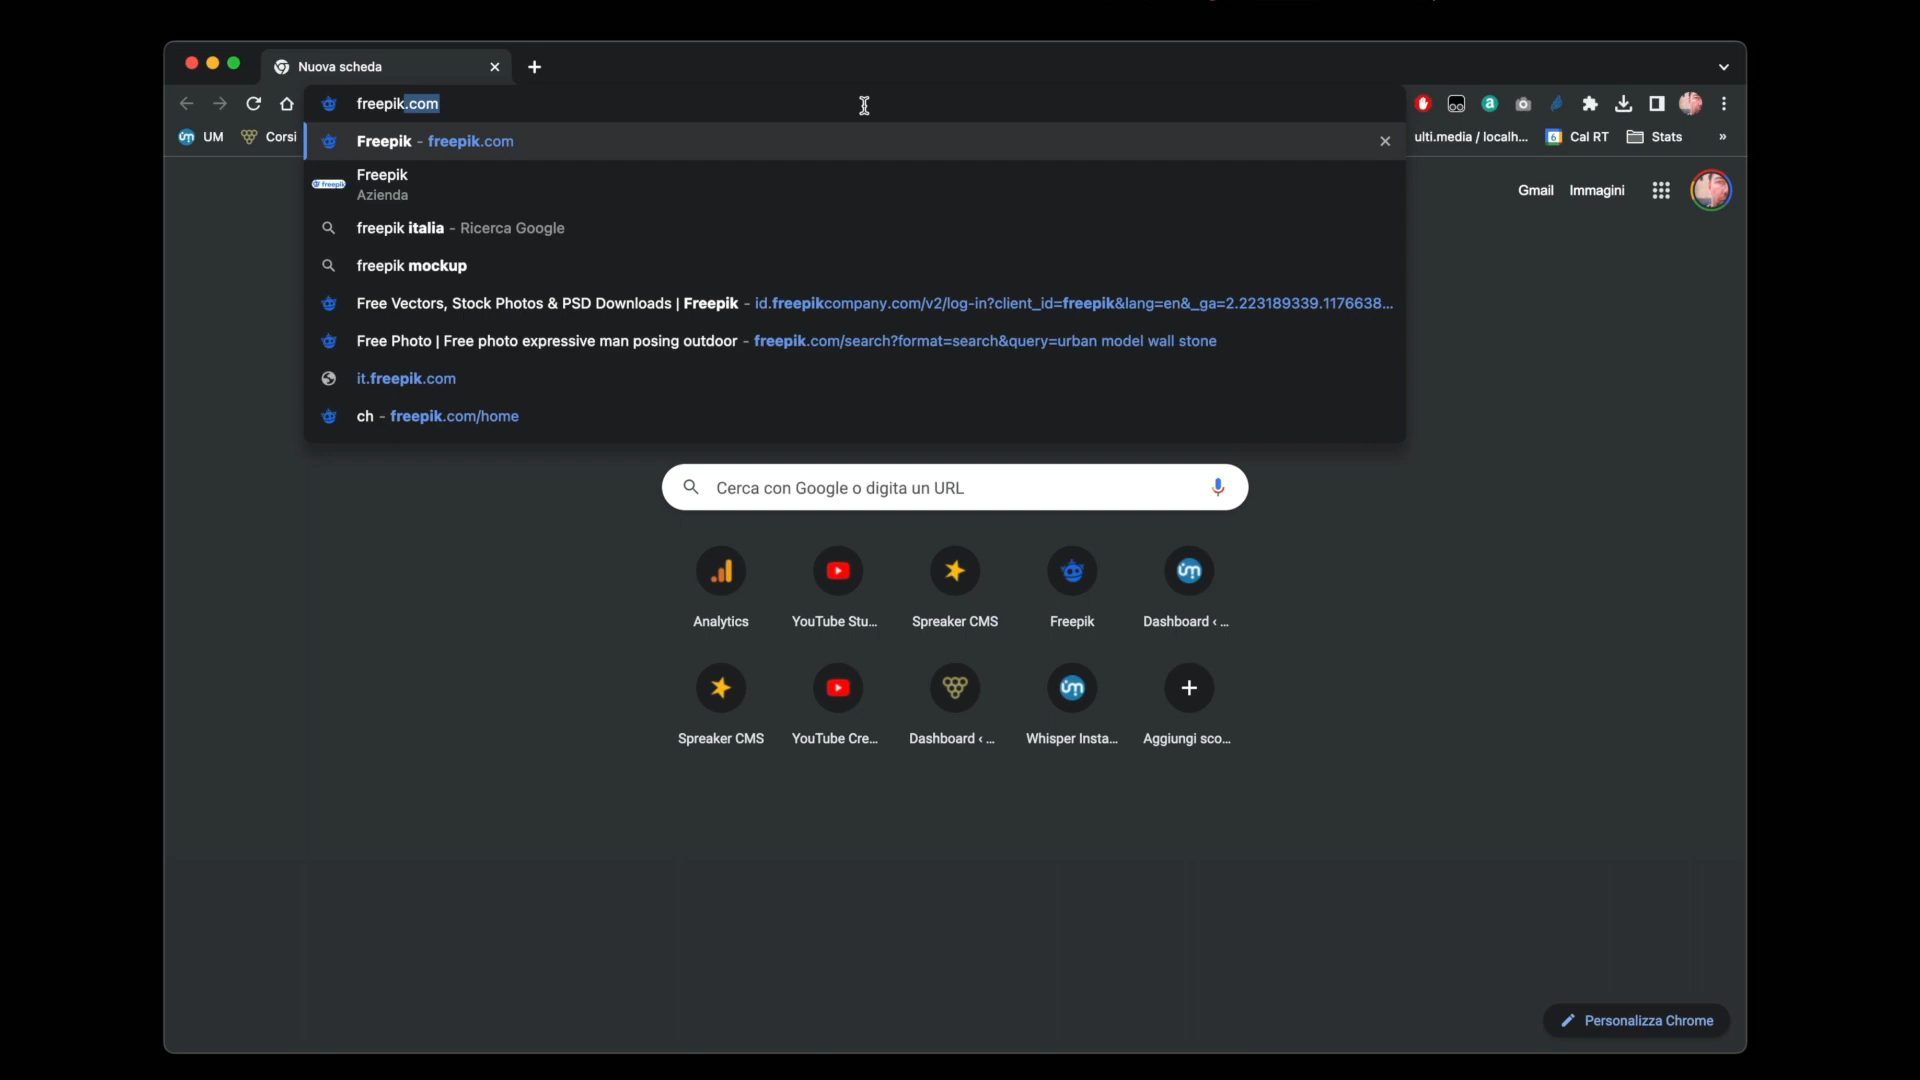 Nuova scheda
freepik.com
UM
Corsi
Freepik - freepik.com
ulti.media / localh...
Cal RT
Stats
»
freepik
Freepik
Azienda
Gmail
Immagini
freepik italia - Ricerca Google
freepik mockup
Free Vectors, Stock Photos & PSD Downloads | Freepik - id.freepikcompany.com/v2/log-in?client_id=freepik&lang=en&_ga=2.223189339.1176638...
Free Photo | Free photo expressive man posing outdoor - freepik.com/search?format=search&query=urban model wall stone
it.freepik.com
ch - freepik.com/home
Cerca con Google o digita un URL
Analytics
YouTube Stu...
Spreaker CMS
Freepik
Dashboard ‹ ...
Spreaker CMS
YouTube Cre...
Dashboard ‹ ...
Whisper Insta...
Aggiungi sco...
Personalizza Chrome